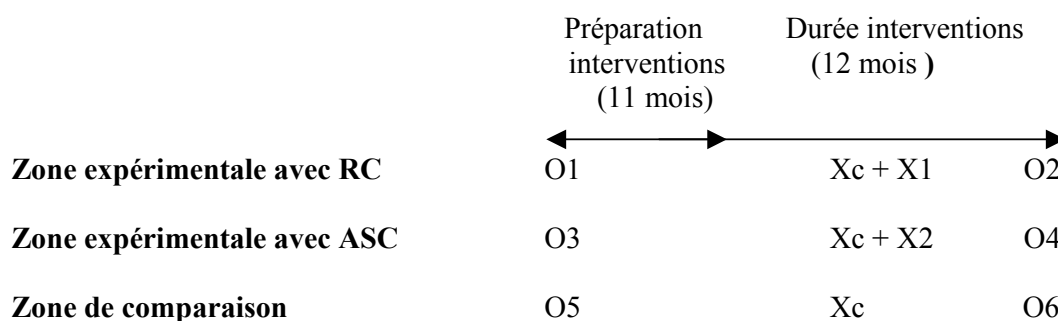 Préparation Durée interventions
interventions (12 mois )
(11 mois)
Zone expérimentale avec RC O1 Xc + X1 O2
Zone expérimentale avec ASC O3 Xc + X2 O4
Zone de comparaison O5 Xc O6